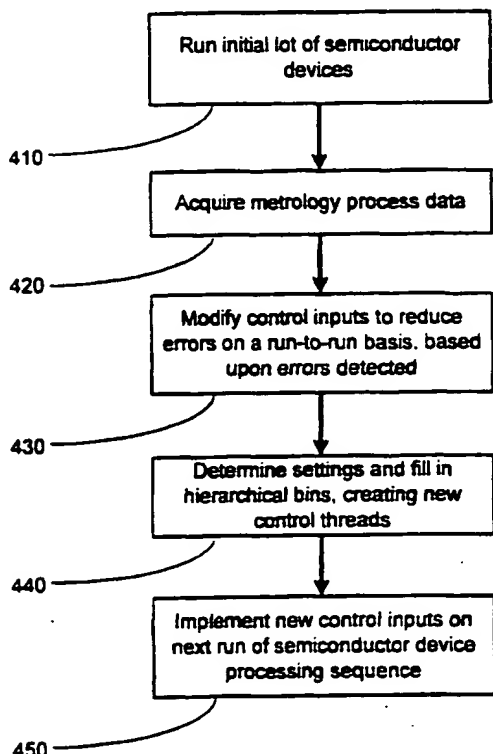 Run initial lot of semiconductor
devices
410
Acquire metrology process data
420
Modify control inputs to reduce
errors on a run-to-run basis, based
upon errors detected
430
Determine settings and fill in
hierarchical bins, creating new
control threads
440
Implement new control inputs on
next run of semiconductor device
processing sequence
450